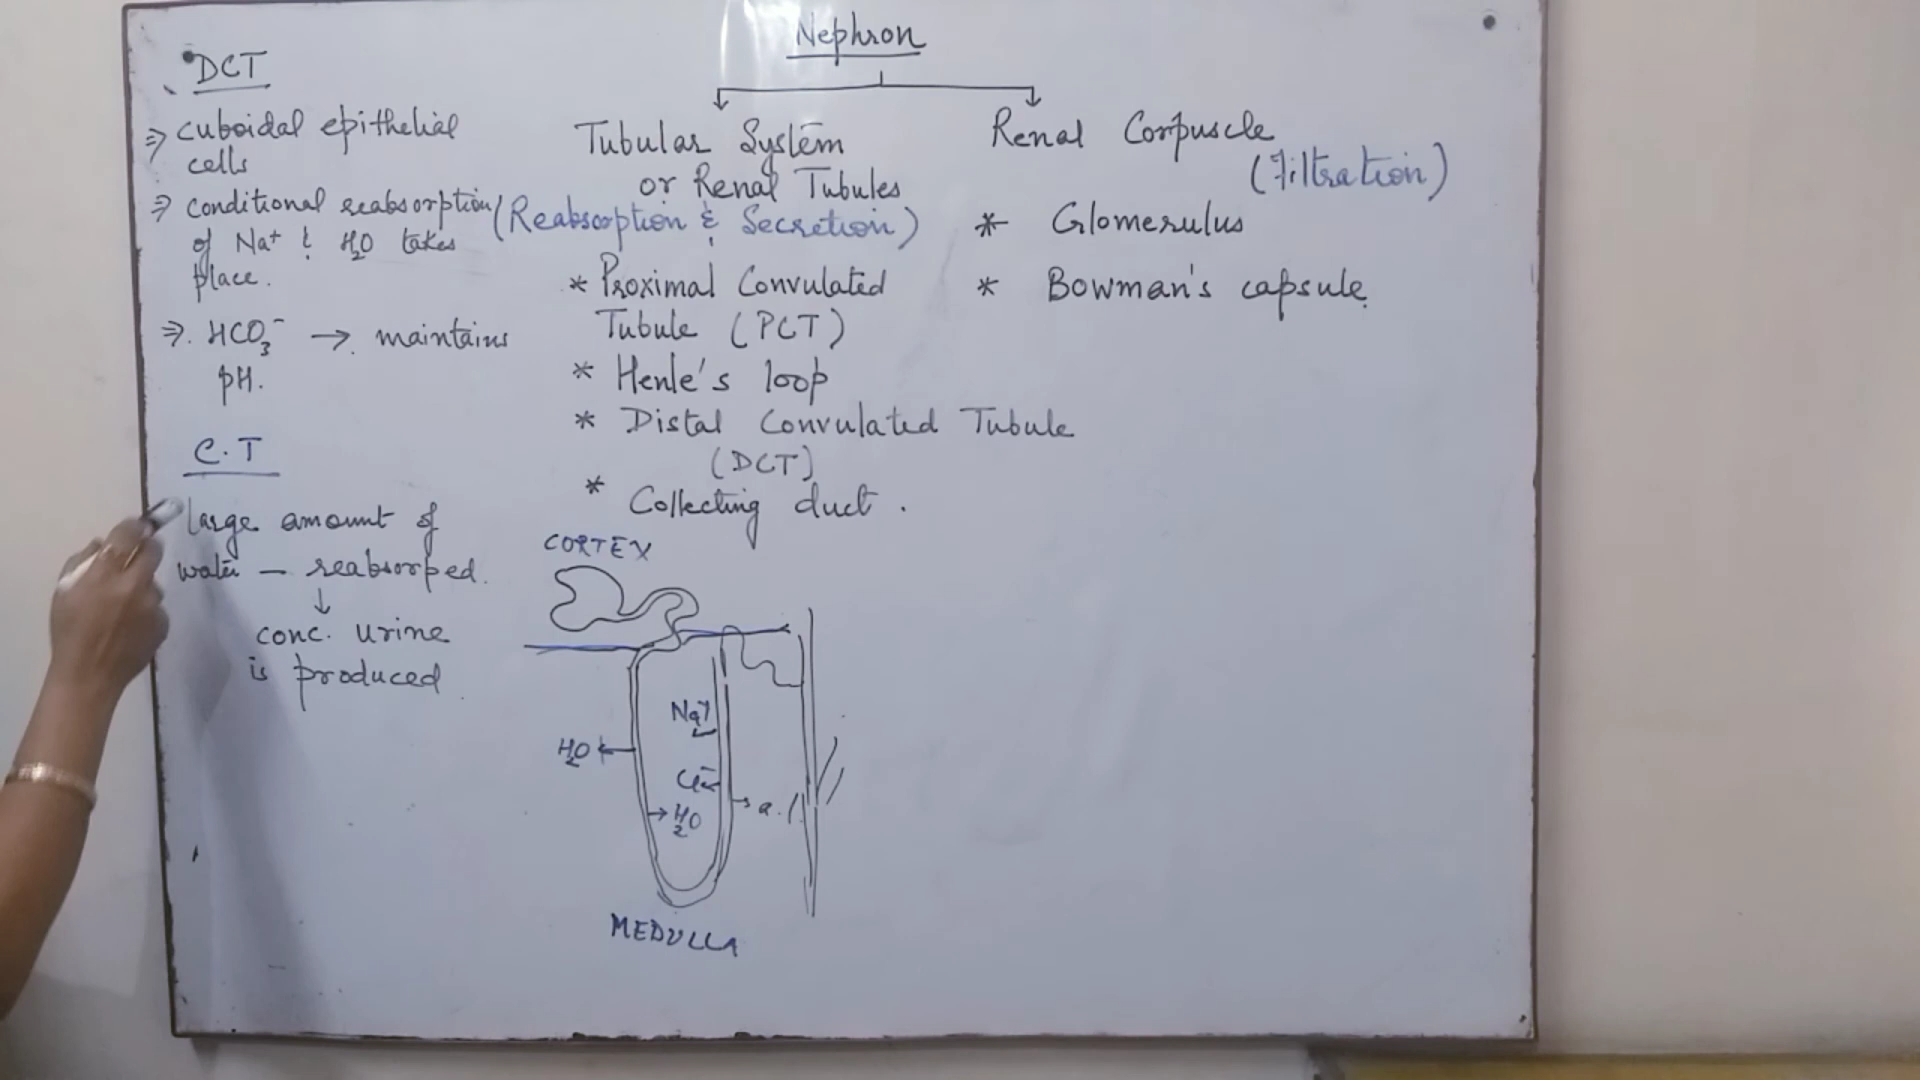 Nephron
DCT
⇒ cuboidal epithelial
cells
⇒ conditional reabsorption
of Na⁺ & H₂O takes
place.
⇒. HCO₃⁻ → maintains
pH.
C.T
large amount of
water — reabsorped.
↓
conc. urine
is produced
Tubular System
or Renal Tubules
(Reabsorption & Secretion)
* Proximal Convulated
Tubule (PCT)
* Henle's loop
* Distal Convulated Tubule
(DCT)
* Collecting duct.
Renal Corpuscle
(Filtration)
* Glomerulus
* Bowman's capsule
CORTEX
Na⁺
H₂O
Cl⁻
H₂O
MEDULLA